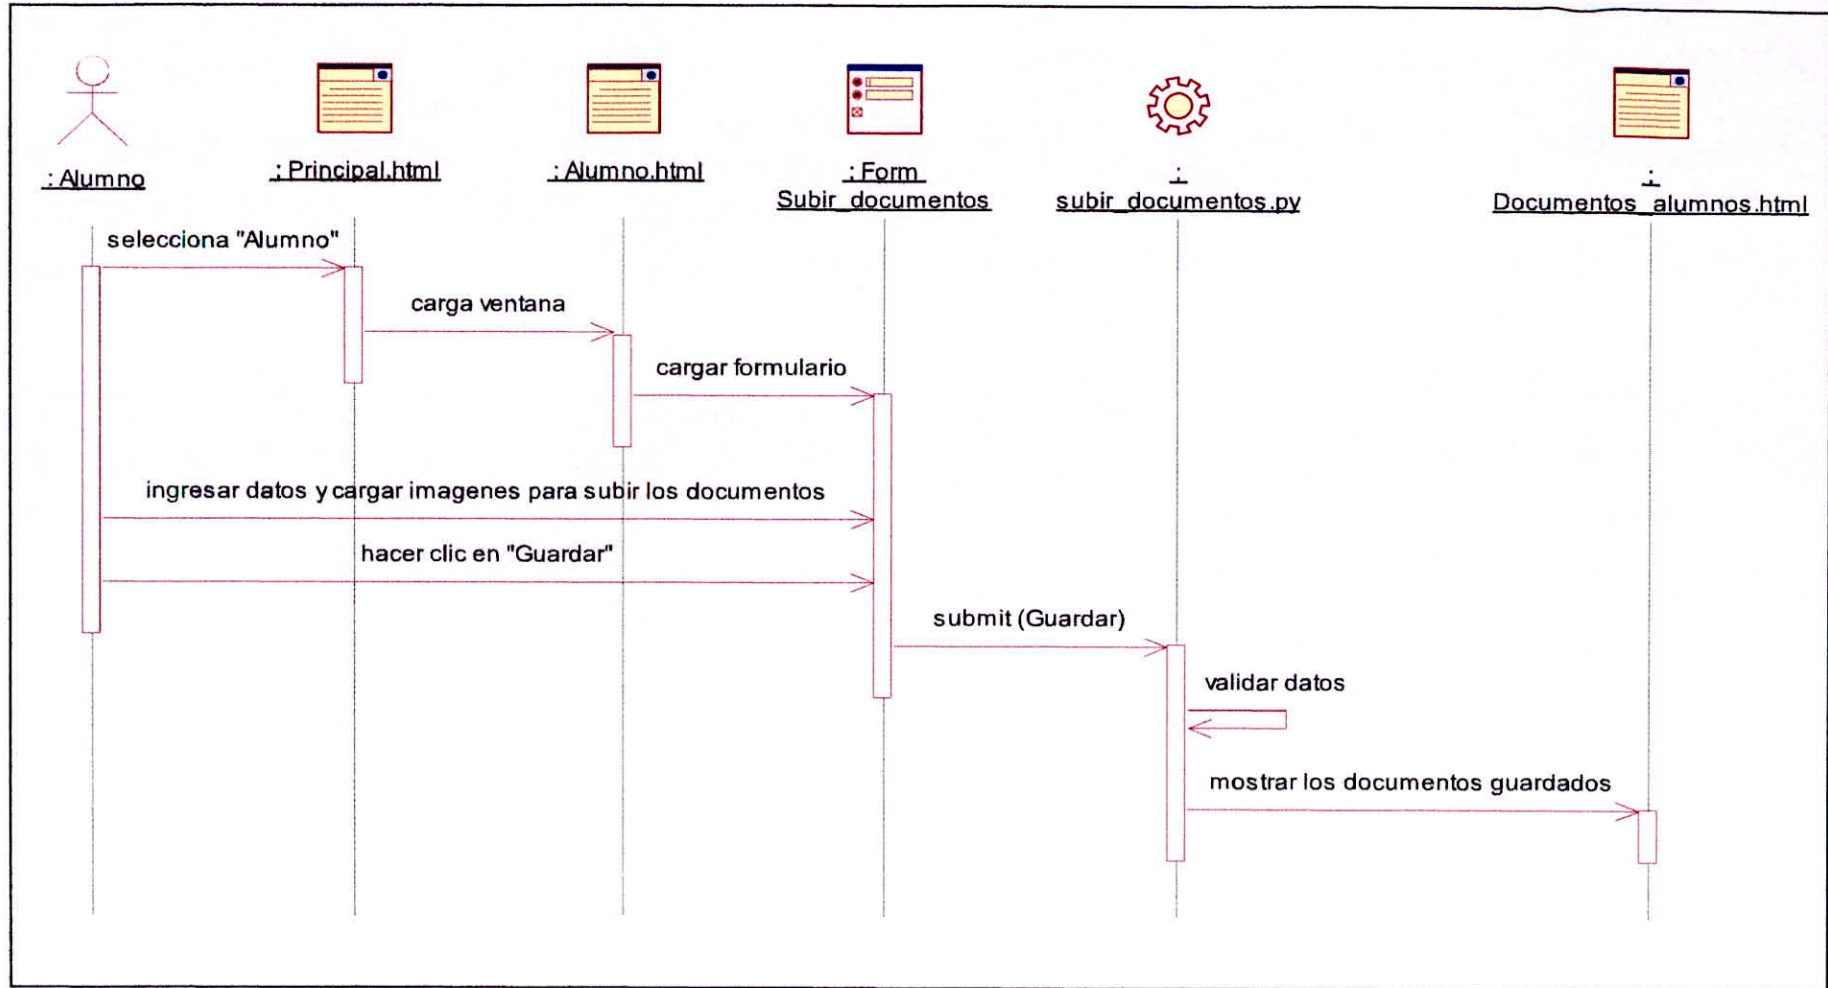 : Alumno
: Principal.html
: Alumno.html
: Form
Subir_documentos
:
subir_documentos.py
:
Documentos_alumnos.html
selecciona "Alumno"
carga ventana
cargar formulario
ingresar datos y cargar imagenes para subir los documentos
hacer clic en "Guardar"
submit (Guardar)
validar datos
mostrar los documentos guardados